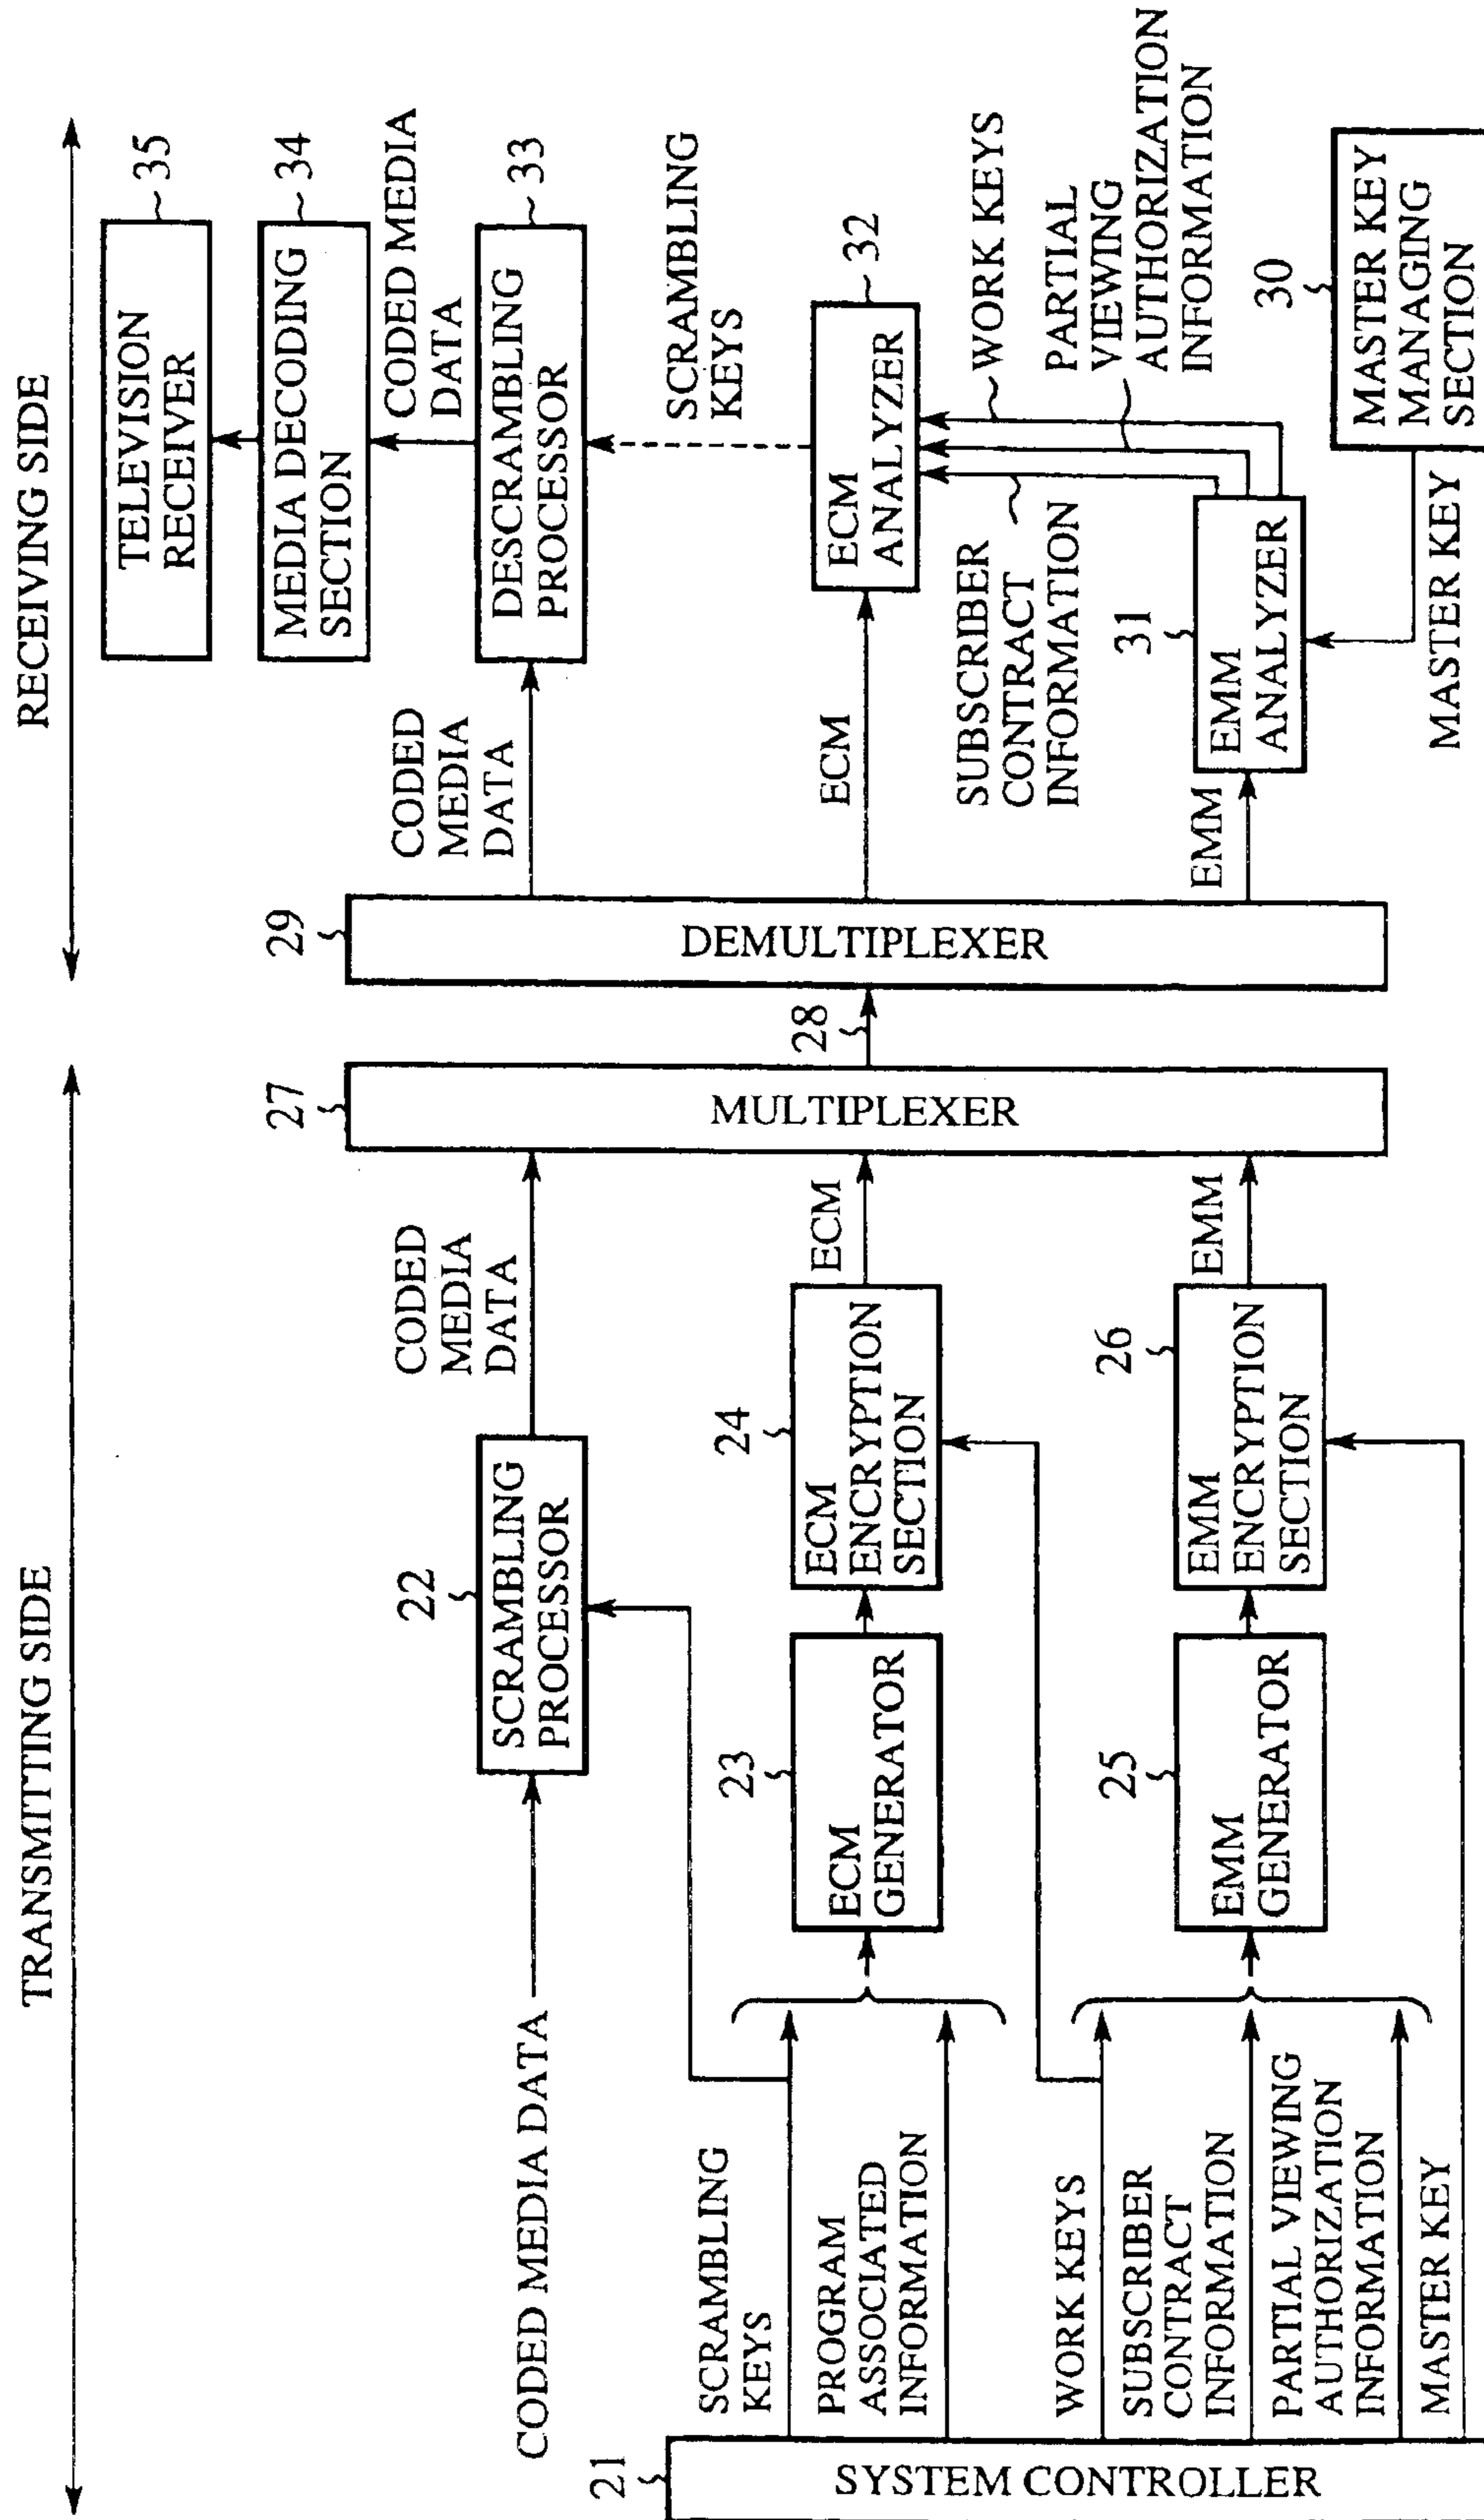 TRANSMITTING SIDE
RECEIVING SIDE
CODED MEDIA DATA
22
SCRAMBLING
PROCESSOR
CODED
MEDIA
DATA
27
MULTIPLEXER
28
29
DEMULTIPLEXER
21
SYSTEM CONTROLLER
SCRAMBLING
KEYS
PROGRAM
ASSOCIATED
INFORMATION
23
ECM
GENERATOR
24
ECM
ENCRYPTION
SECTION
ECM
WORK KEYS
SUBSCRIBER
CONTRACT
INFORMATION
PARTIAL VIEWING
AUTHORIZATION
INFORMATION
MASTER KEY
25
EMM
GENERATOR
26
EMM
ENCRYPTION
SECTION
EMM
CODED
MEDIA
DATA
35
TELEVISION
RECEIVER
34
MEDIA DECODING
SECTION
CODED MEDIA
DATA
33
DESCRAMBLING
PROCESSOR
SCRAMBLING
KEYS
ECM
32
ECM
ANALYZER
SUBSCRIBER
CONTRACT
INFORMATION
WORK KEYS
PARTIAL
VIEWING
AUTHORIZATION
INFORMATION
EMM
31
EMM
ANALYZER
30
MASTER KEY
MANAGING
SECTION
MASTER KEY